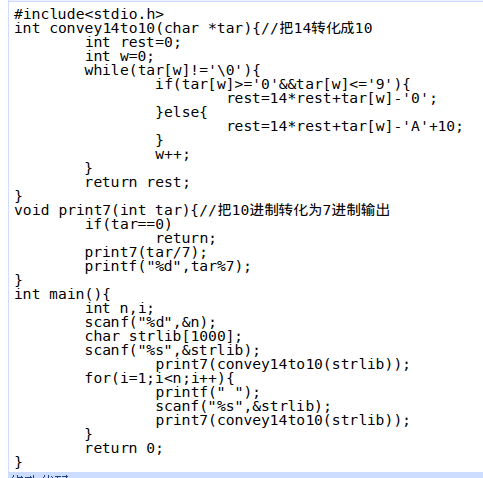 #include<stdio.h>
int convey14to10(char *tar){//把14转化成10
        int rest=0;
        int w=0;
        while(tar[w]!='\0'){
                if(tar[w]>='0'&&tar[w]<='9'){
                        rest=14*rest+tar[w]-'0';
                }else{
                        rest=14*rest+tar[w]-'A'+10;
                }
                w++;
        }
        return rest;
}
void print7(int tar){//把10进制转化为7进制输出
        if(tar==0)
                return;
        print7(tar/7);
        printf("%d",tar%7);
}
int main(){
        int n,i;
        scanf("%d",&n);
        char strlib[1000];
        scanf("%s",&strlib);
                print7(convey14to10(strlib));
        for(i=1;i<n;i++){
                printf(" ");
                scanf("%s",&strlib);
                print7(convey14to10(strlib));
        }
        return 0;
}